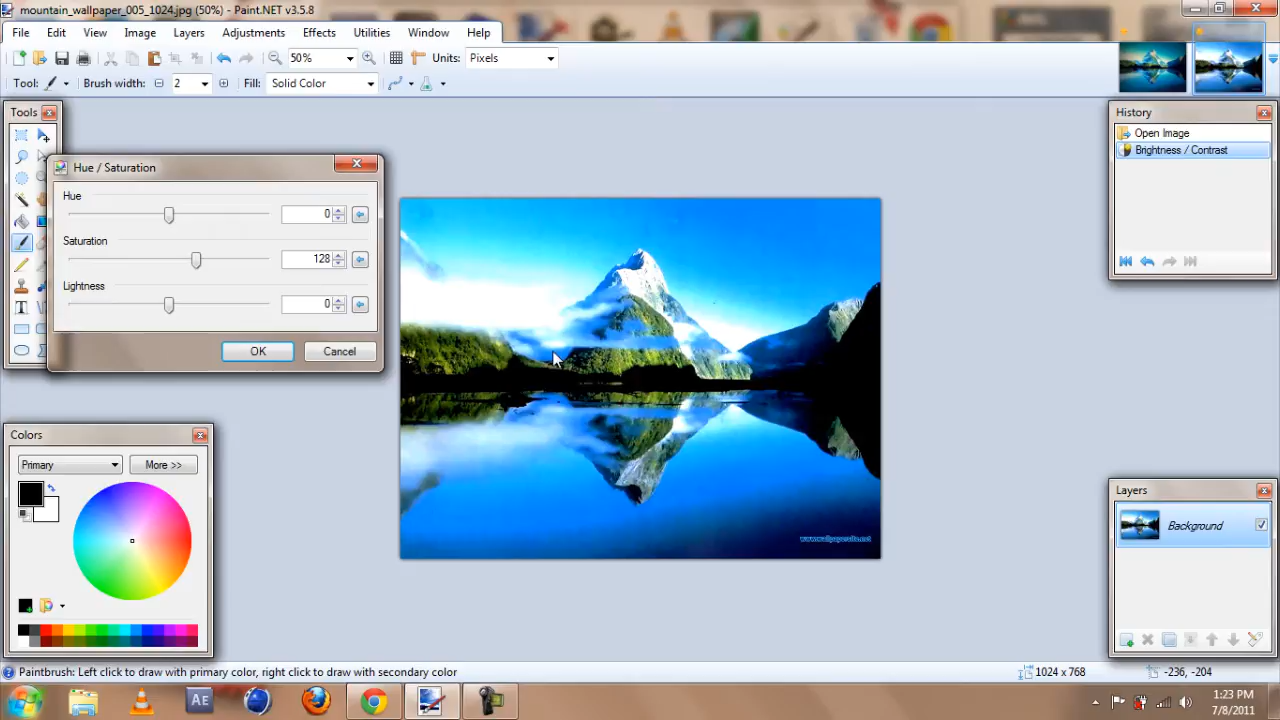 mountain_wallpaper_005_1024.jpg (50%) - Paint.NET v3.5.8
File Edit View Image Layers Adjustments Effects Utilities Window Help
50% Units: Pixels
Tool: Brush width: 2 Fill: Solid Color
Tools
History
Open Image
Brightness / Contrast
Hue / Saturation
Hue
0
Saturation
128
Lightness
0
OK Cancel
Colors
Primary More >>
Layers
Background
Paintbrush: Left click to draw with primary color, right click to draw with secondary color
1024 x 768 -236, -204
Ae
1:23 PM
7/8/2011